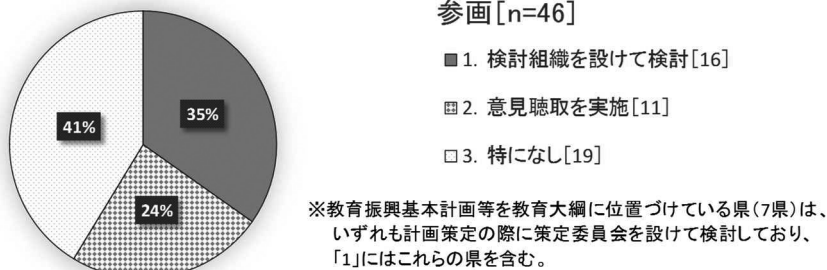 参画[n=46]
■1. 検討組織を設けて検討[16]
2. 意見聴取を実施[11]
□3. 特になし[19]
41%
35%
24%
※教育振興基本計画等を教育大綱に位置づけている県(7県)は、
いずれも計画策定の際に策定委員会を設けて検討しており、
「1」にはこれらの県を含む。